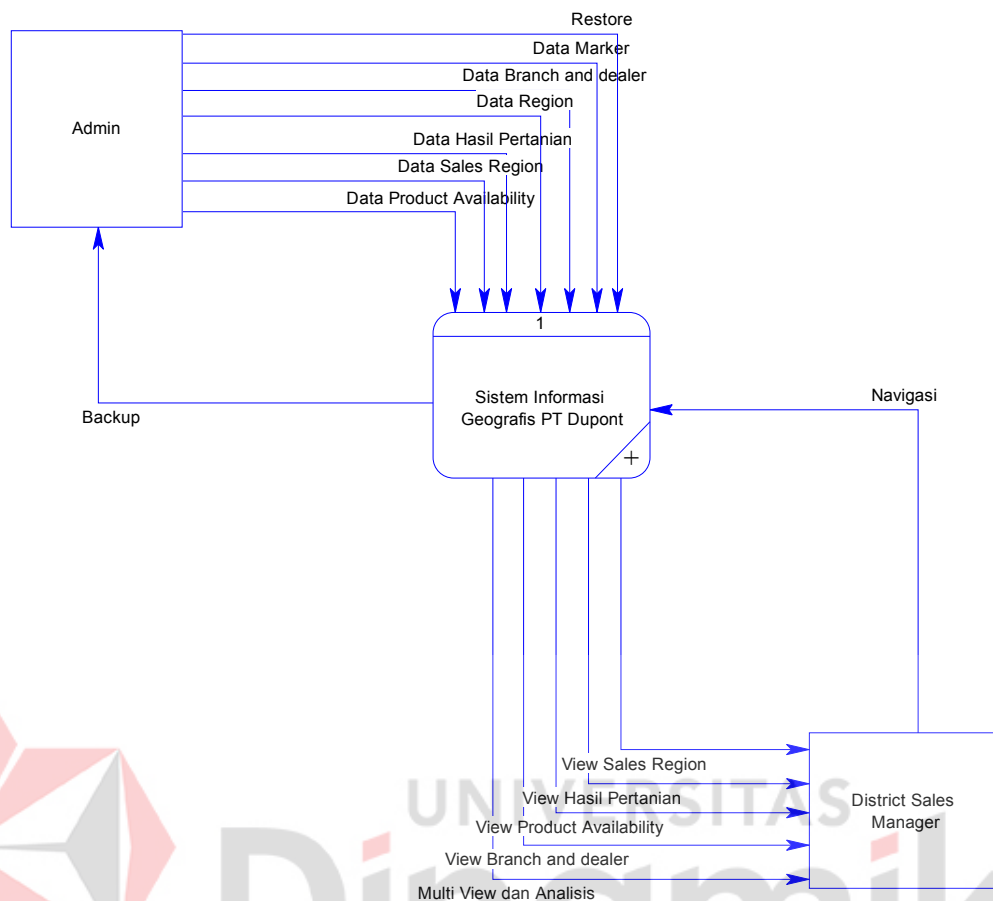 Restore
Data Marker
Data Branch and dealer
Data Region
Admin
Data Hasil Pertanian
Data Sales Region
Data Product Availability
1
Sistem Informasi
Geografis PT Dupont
+
Backup
Navigasi
View Sales Region
View Hasil Pertanian
View Product Availability
View Branch and dealer
Multi View dan Analisis
District Sales
Manager
UNIVERSITAS